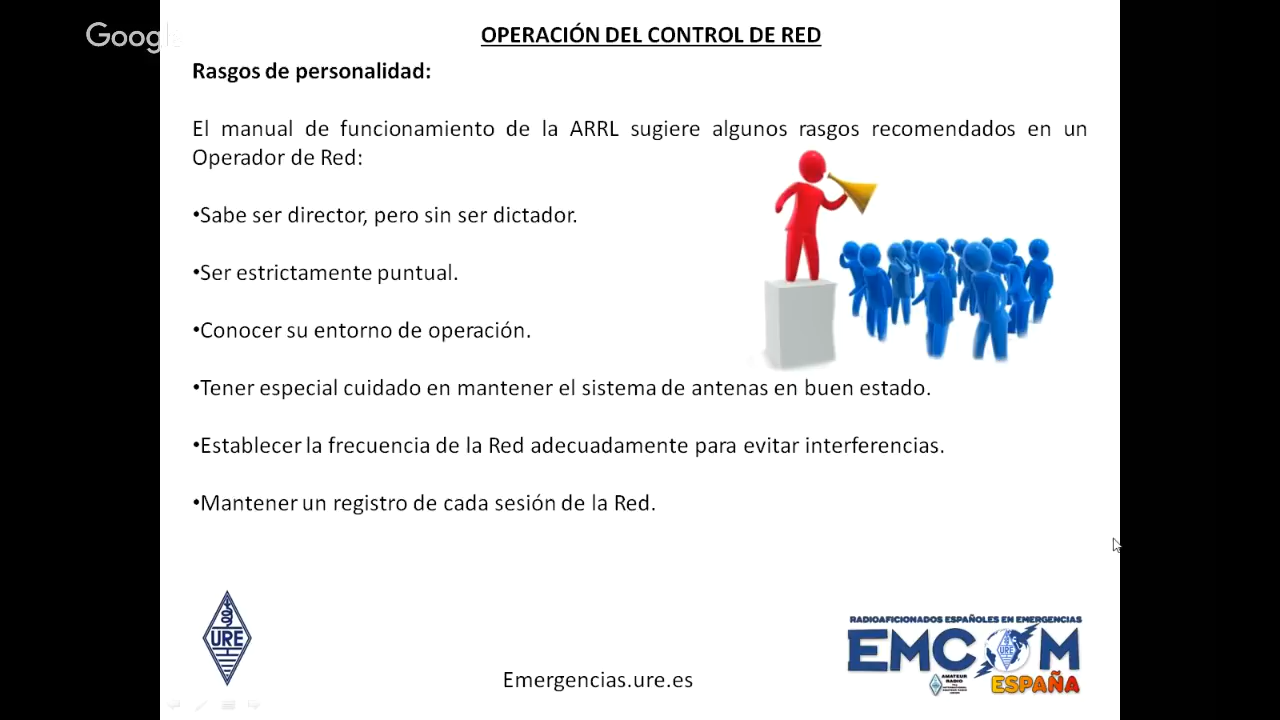 Google
OPERACIÓN DEL CONTROL DE RED
Rasgos de personalidad:
El manual de funcionamiento de la ARRL sugiere algunos rasgos recomendados en un
Operador de Red:
•Sabe ser director, pero sin ser dictador.
•Ser estrictamente puntual.
•Conocer su entorno de operación.
•Tener especial cuidado en mantener el sistema de antenas en buen estado.
•Establecer la frecuencia de la Red adecuadamente para evitar interferencias.
•Mantener un registro de cada sesión de la Red.
URE
Emergencias.ure.es
RADIOAFICIONADOS ESPAÑOLES EN EMERGENCIAS
EMCOM
URE
AMATEUR
RADIO
ESPAÑA